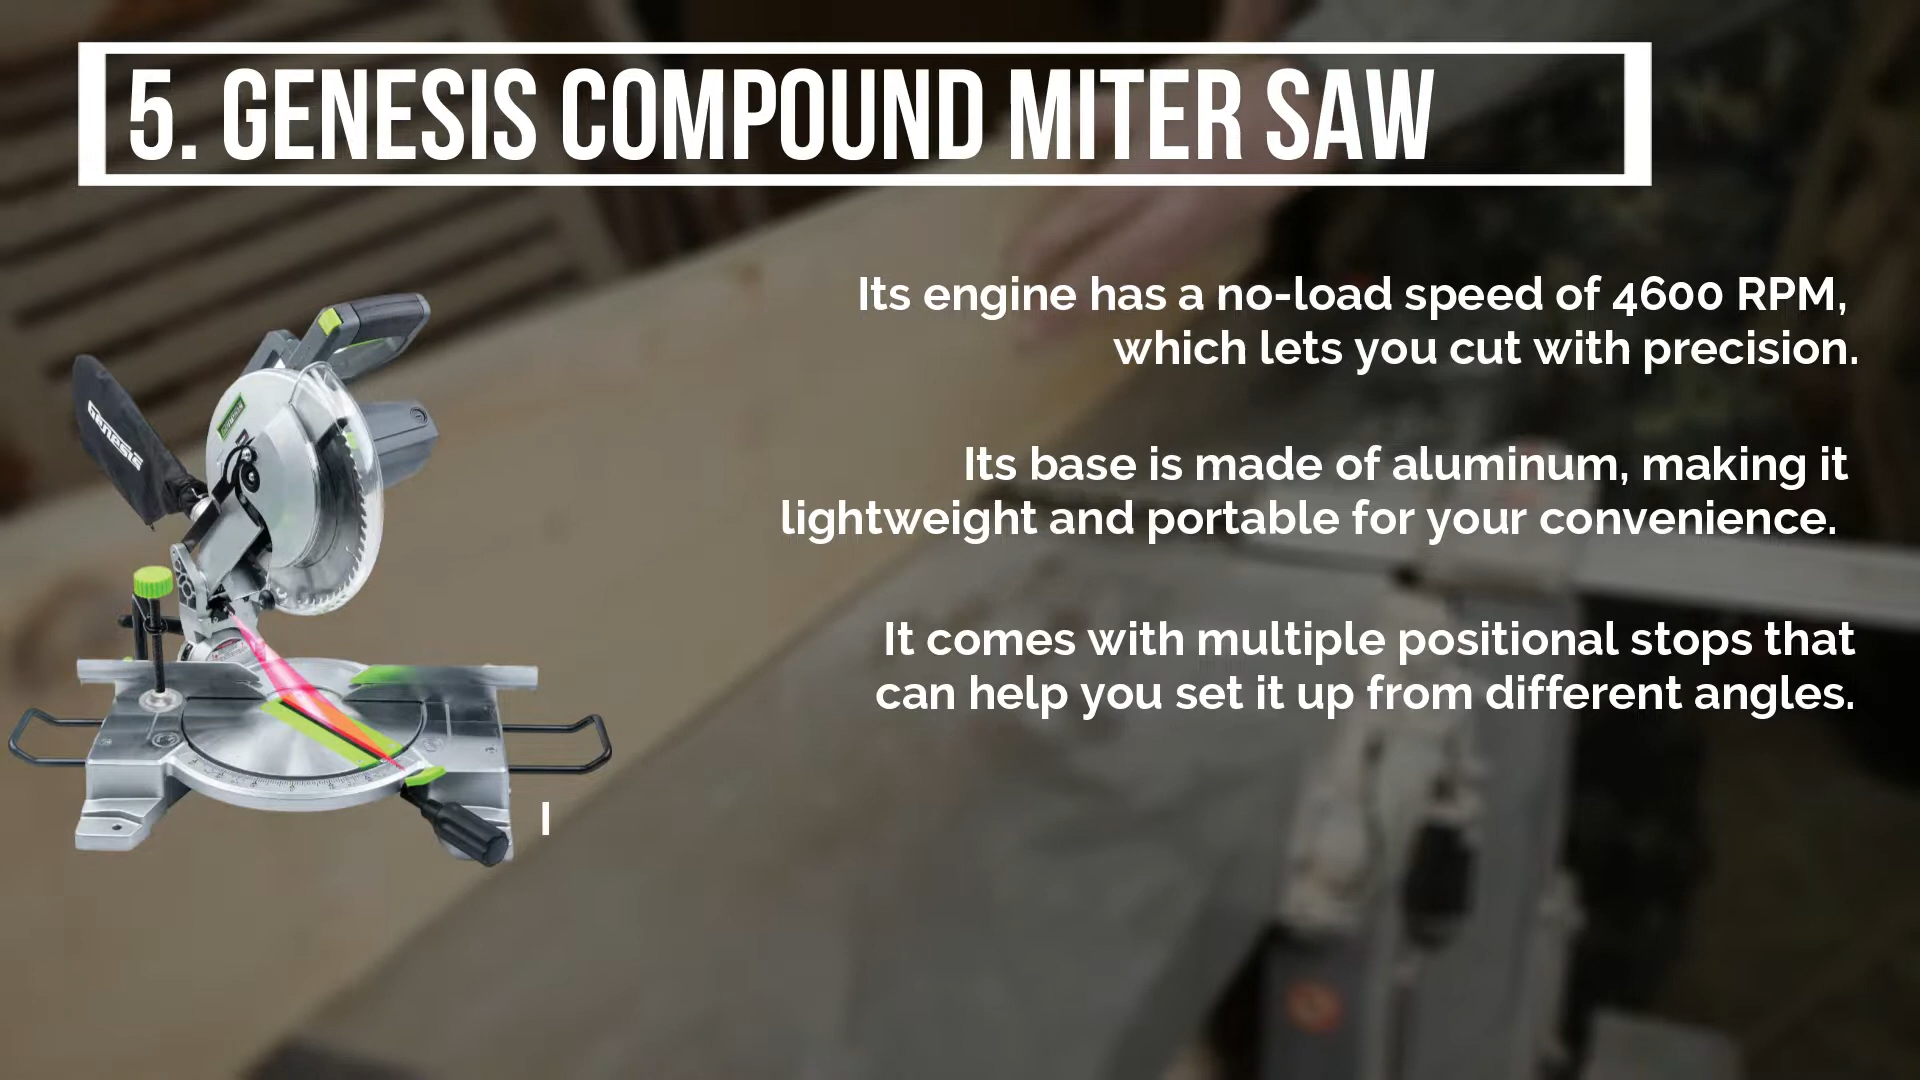 5. GENESIS COMPOUND MITER SAW
Its engine has a no-load speed of 4600 RPM,
which lets you cut with precision.
Its base is made of aluminum, making it
lightweight and portable for your convenience.
It comes with multiple positional stops that
can help you set it up from different angles.
GENESIS
I